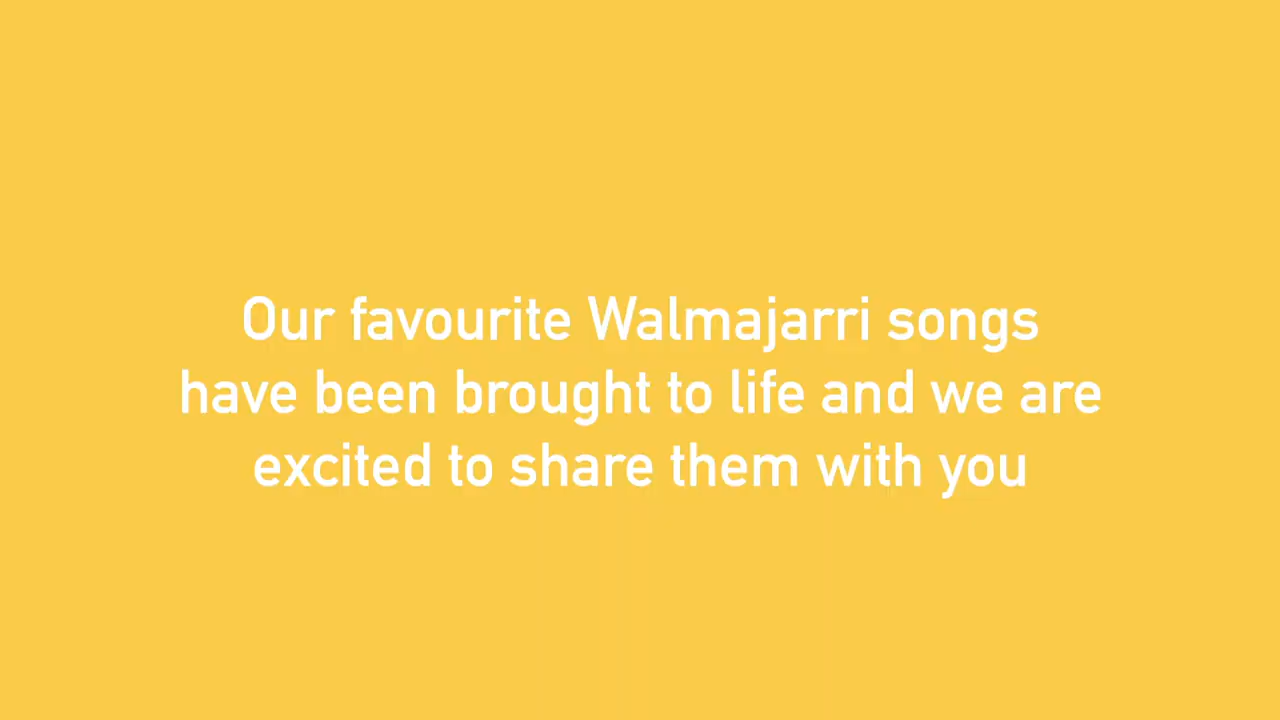 Our favourite Walmajarri songs
have been brought to life and we are
excited to share them with you